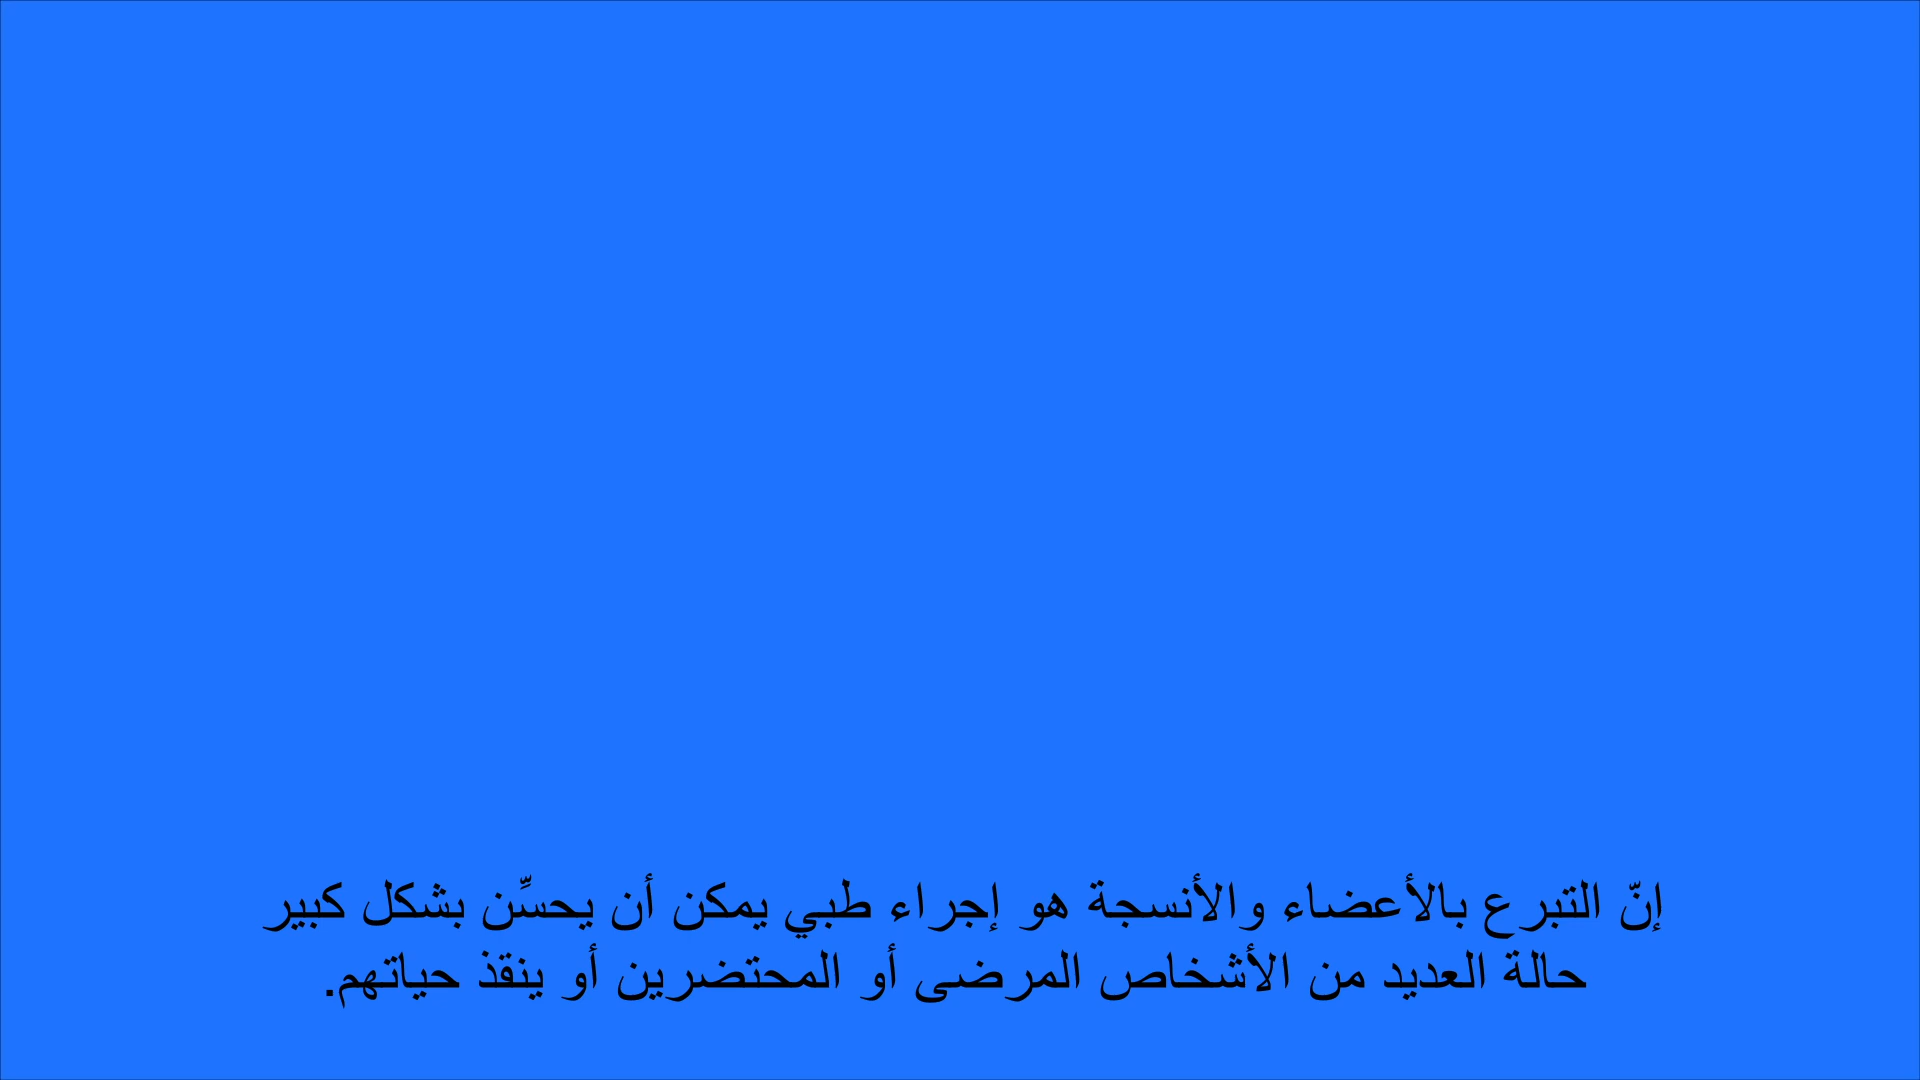 إنّ التبرع بالأعضاء والأنسجة هو إجراء طبي يمكن أن يحسِّن بشكل كبير
حالة العديد من الأشخاص المرضى أو المحتضرين أو ينقذ حياتهم.